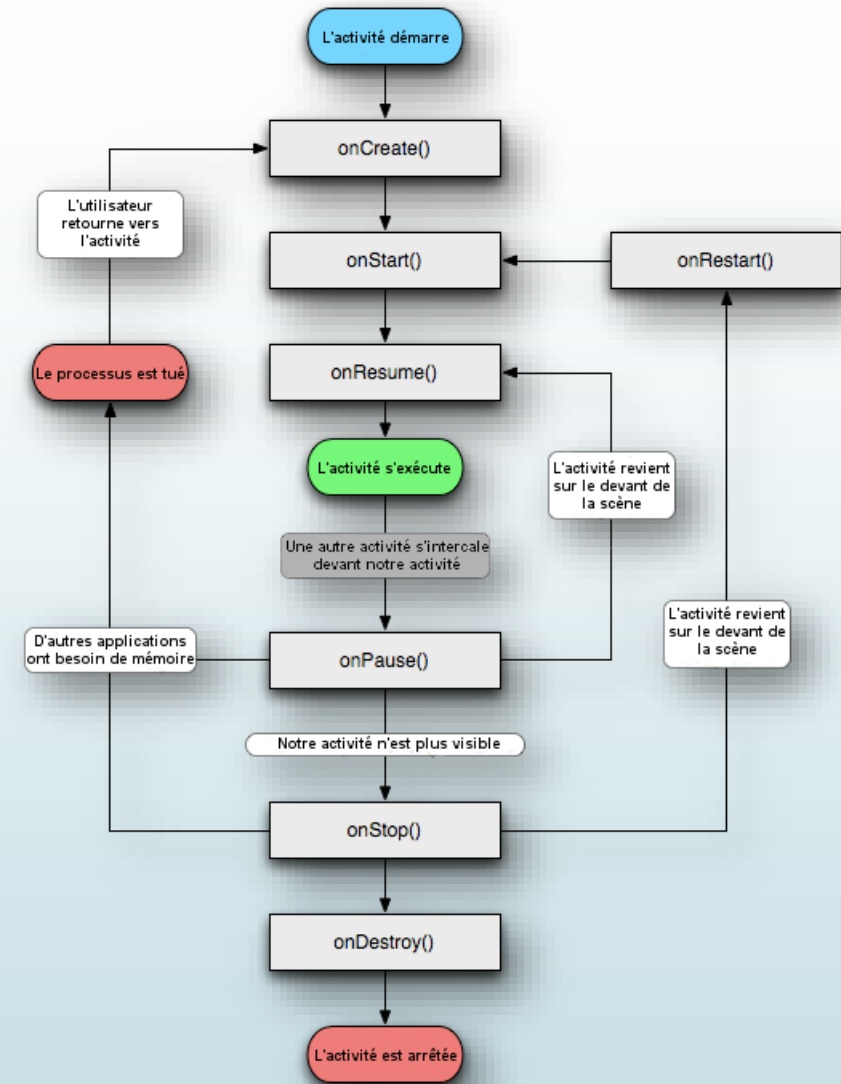 L'activité démarre
onCreate()
L'utilisateur
retourne vers
l'activité
onStart()
onRestart()
Le processus est tué
onResume()
L'activité s'exécute
L'activité revient
sur le devant de
la scène
Une autre activité s'intercale
devant notre activité
D'autres applications
ont besoin de mémoire
onPause()
L'activité revient
sur le devant de
la scène
Notre activité n'est plus visible
onStop()
onDestroy()
L'activité est arrêtée